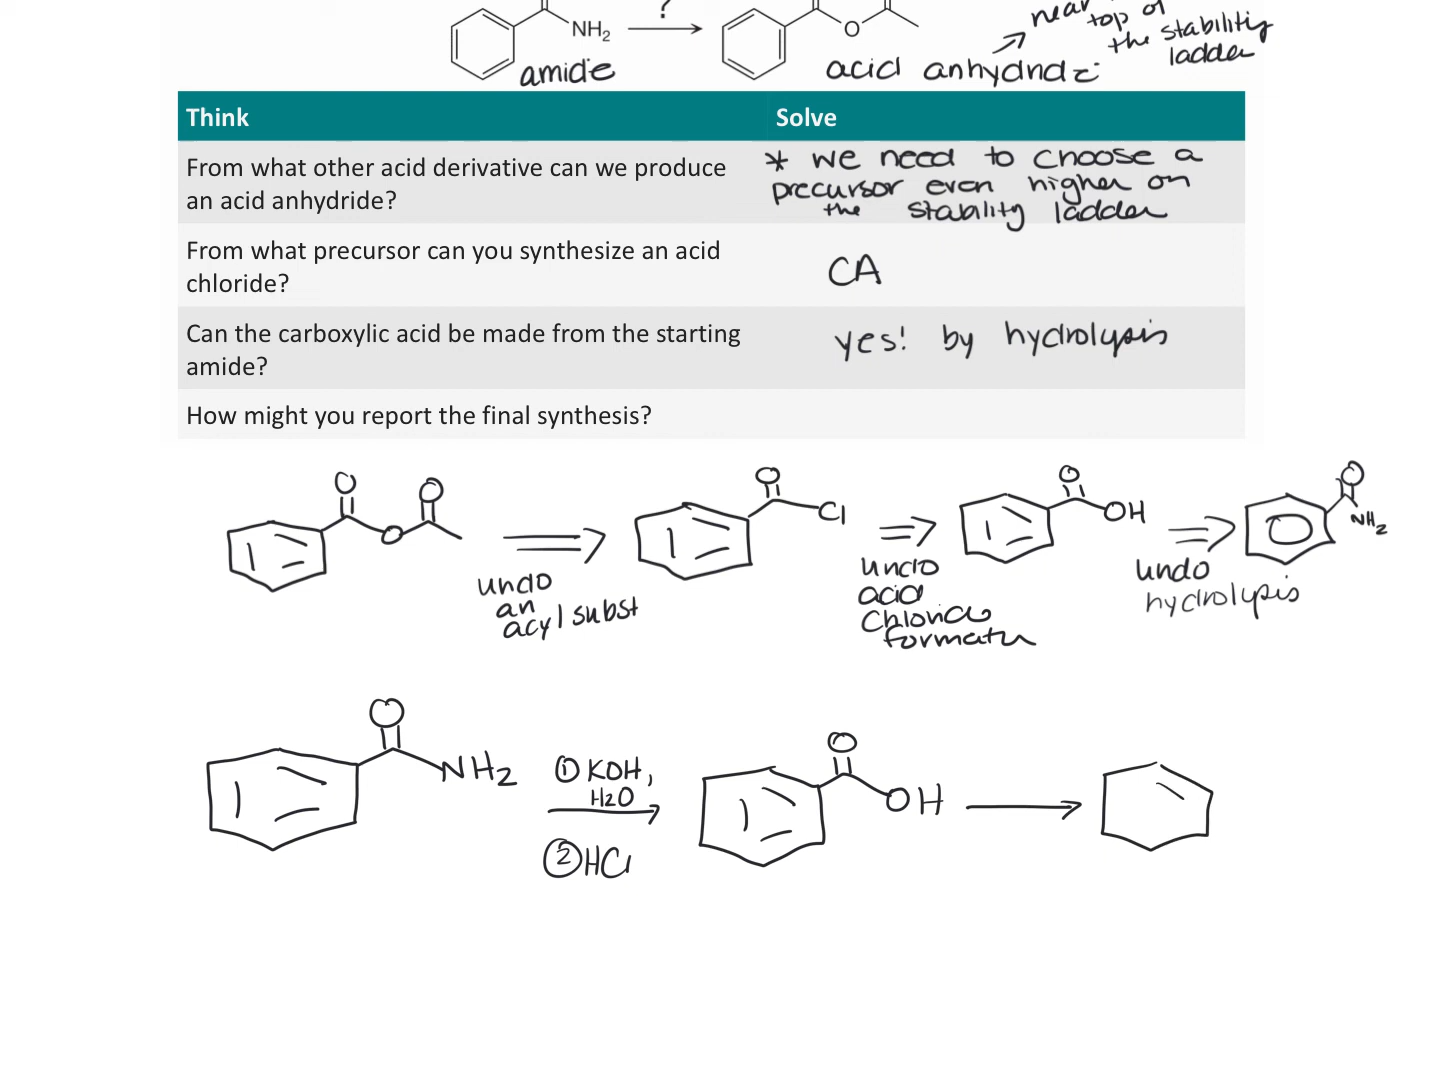 ?
O
NH2
amide
acid anhydride
near
top of
the stability
ladder
Think
Solve
From what other acid derivative can we produce
an acid anhydride?
* we need to choose a
precursor even higher on
the stability ladder
From what precursor can you synthesize an acid
chloride?
CA
Can the carboxylic acid be made from the starting
amide?
yes! by hydrolysis
How might you report the final synthesis?
O
O
O
O
Cl
O
OH
O
NH2
undo
an
acyl subst
undo
acid
chloride
formatn
undo
hydrolysis
O
NH2
① KOH,
H2O
② HCl
O
OH